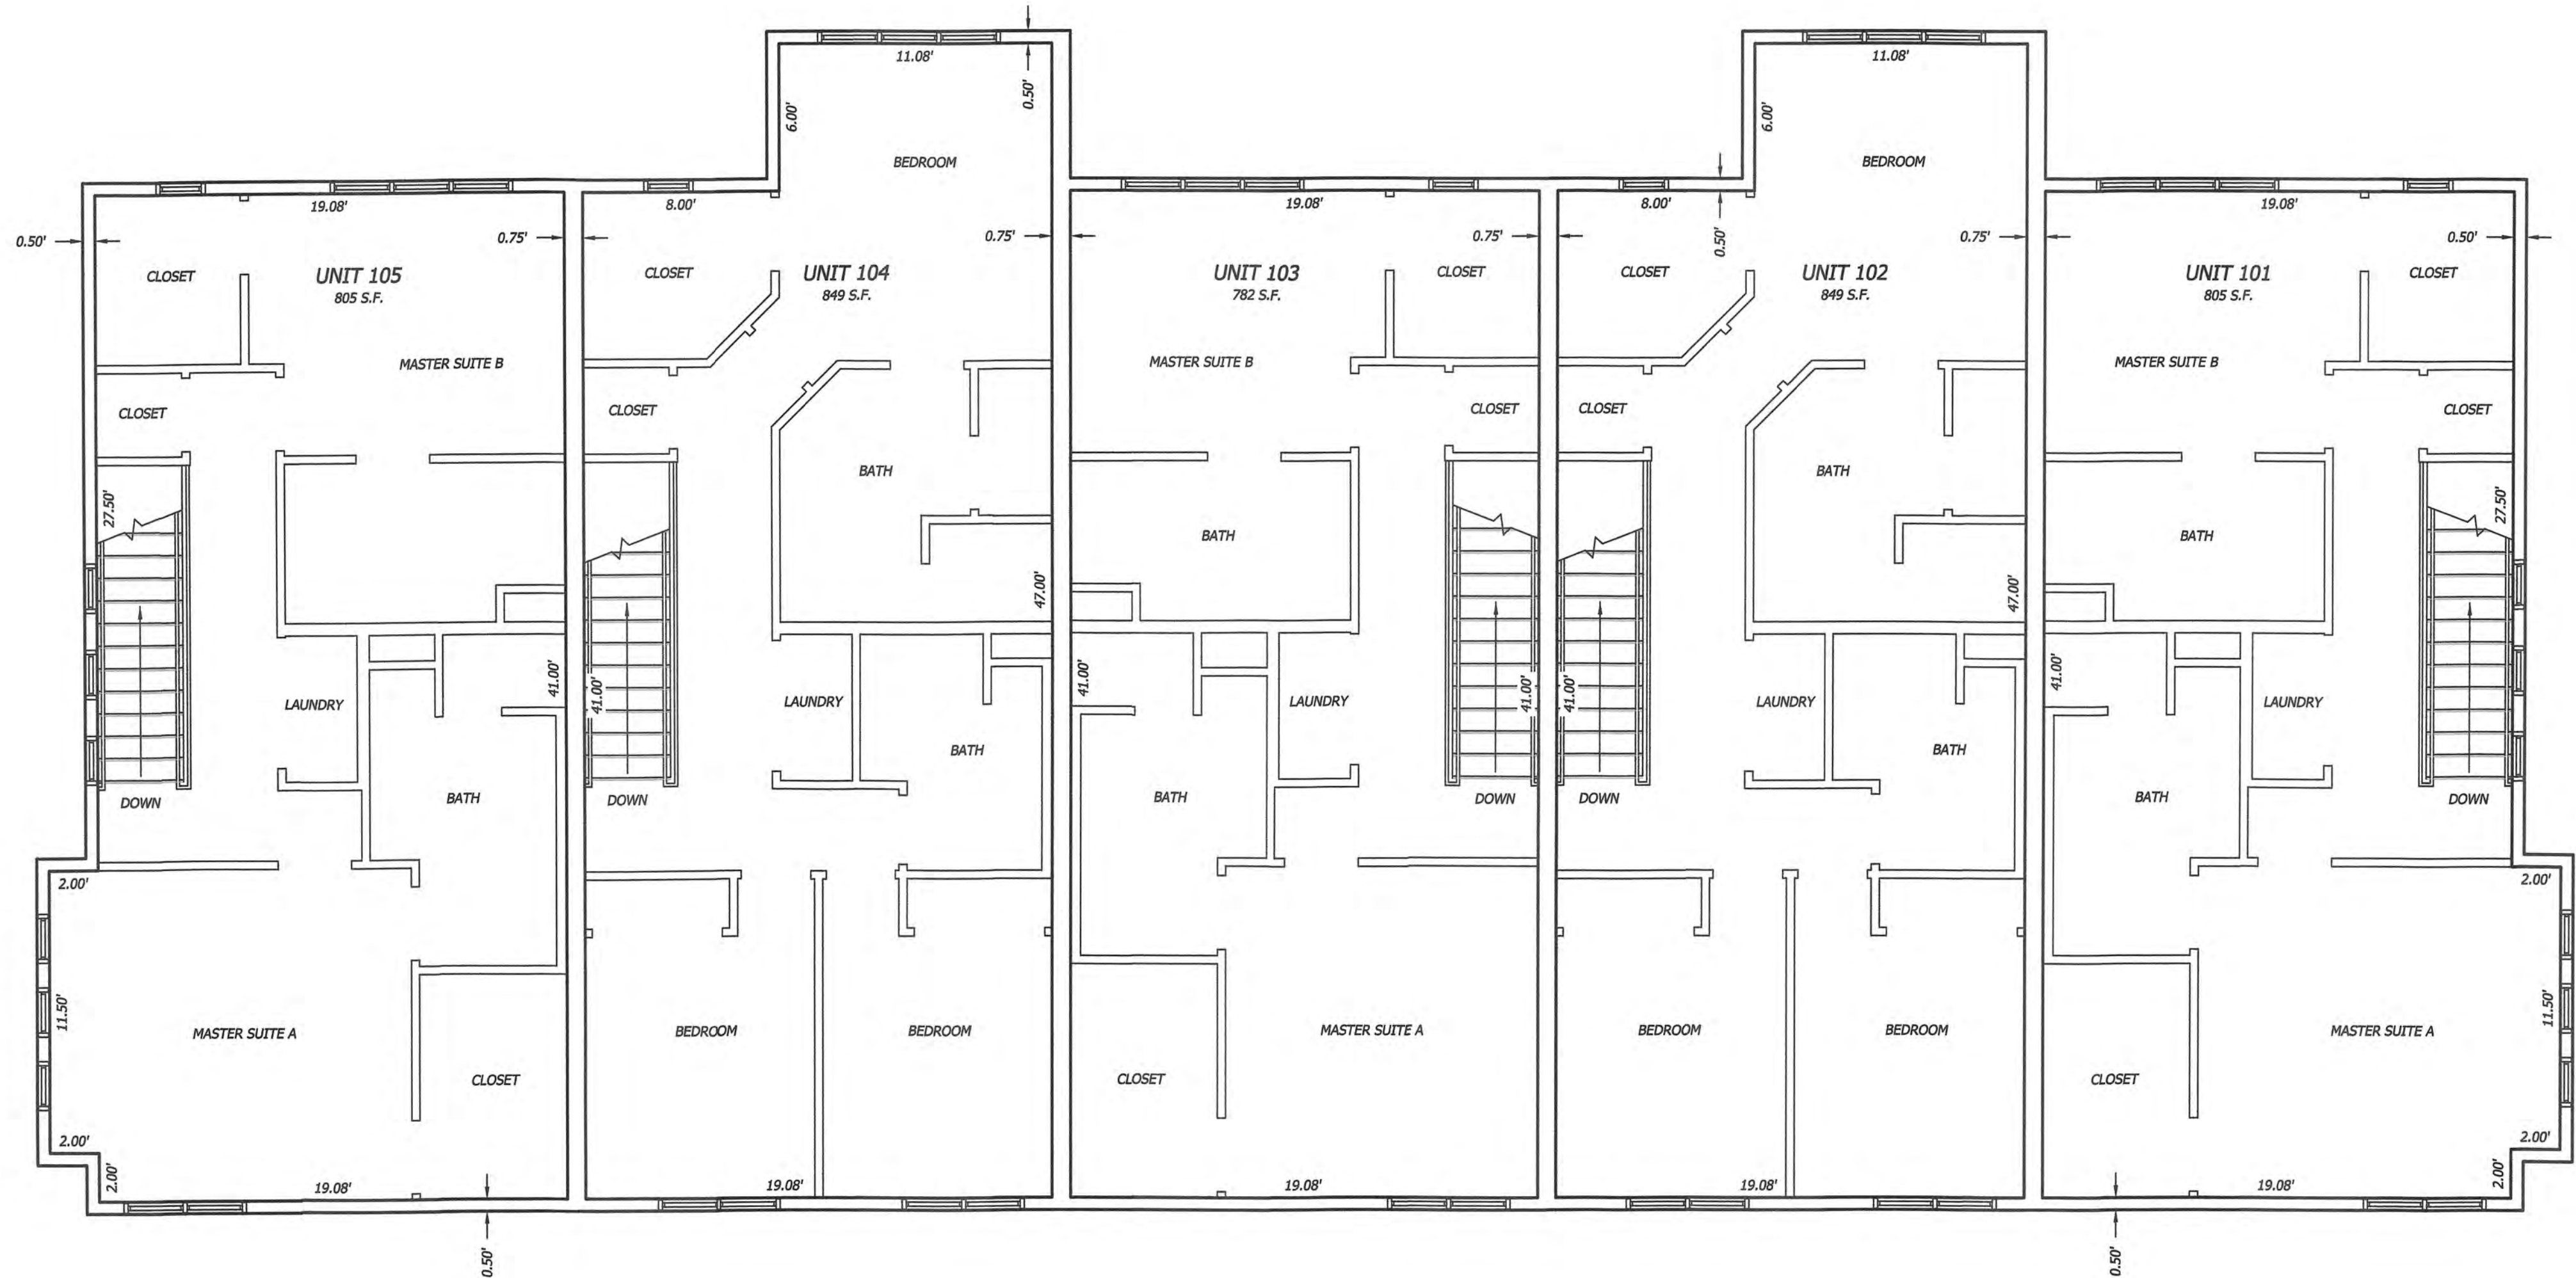 11.08'
0.50'
6.00'
BEDROOM
11.08'
6.00'
BEDROOM
19.08'
8.00'
19.08'
8.00'
19.08'
0.50'
0.75'
0.75'
0.75'
0.50'
0.75'
0.50'
CLOSET
UNIT 105
805 S.F.
CLOSET
UNIT 104
849 S.F.
UNIT 103
782 S.F.
CLOSET
CLOSET
UNIT 102
849 S.F.
UNIT 101
805 S.F.
CLOSET
MASTER SUITE B
MASTER SUITE B
MASTER SUITE B
CLOSET
CLOSET
CLOSET
CLOSET
CLOSET
BATH
BATH
27.50'
27.50'
BATH
BATH
47.00'
47.00'
41.00'
41.00'
41.00'
41.00'
41.00'
41.00'
LAUNDRY
LAUNDRY
LAUNDRY
LAUNDRY
LAUNDRY
BATH
BATH
DOWN
BATH
DOWN
BATH
DOWN
DOWN
BATH
DOWN
2.00'
2.00'
11.50'
11.50'
MASTER SUITE A
BEDROOM
BEDROOM
MASTER SUITE A
BEDROOM
BEDROOM
MASTER SUITE A
CLOSET
CLOSET
CLOSET
2.00'
2.00'
2.00'
2.00'
19.08'
19.08'
19.08'
19.08'
19.08'
0.50'
0.50'